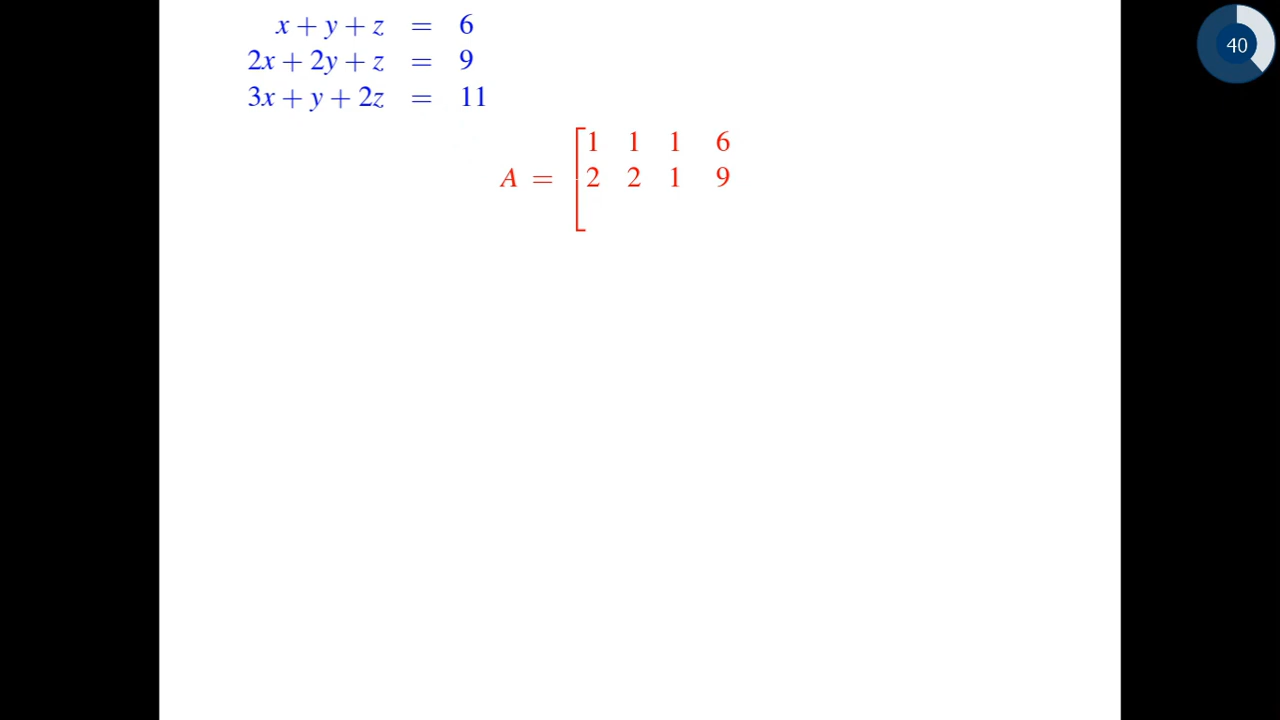 x + y + z = 6
2x + 2y + z = 9
3x + y + 2z = 11
1 1 1 6
A = [ 2 2 1 9
40